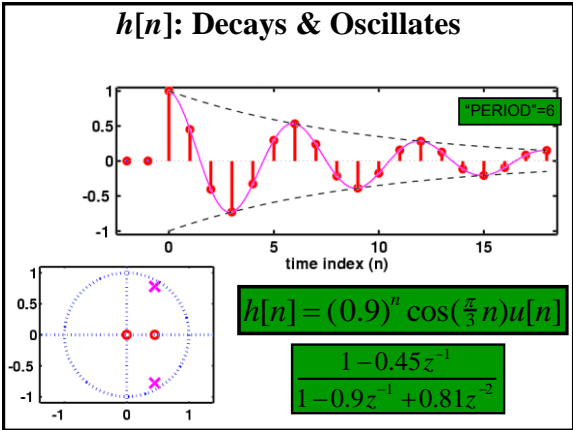 h[n]: Decays & Oscillates
1
0.5
0
-0.5
-1
"PERIOD"=6
0 5 10 15
time index (n)
1
0.5
0
-0.5
-1
-1 0 1
h[n] = (0.9)^n cos(π/3 n)u[n]
1−0.45z^−1
1−0.9z^−1 +0.81z^−2